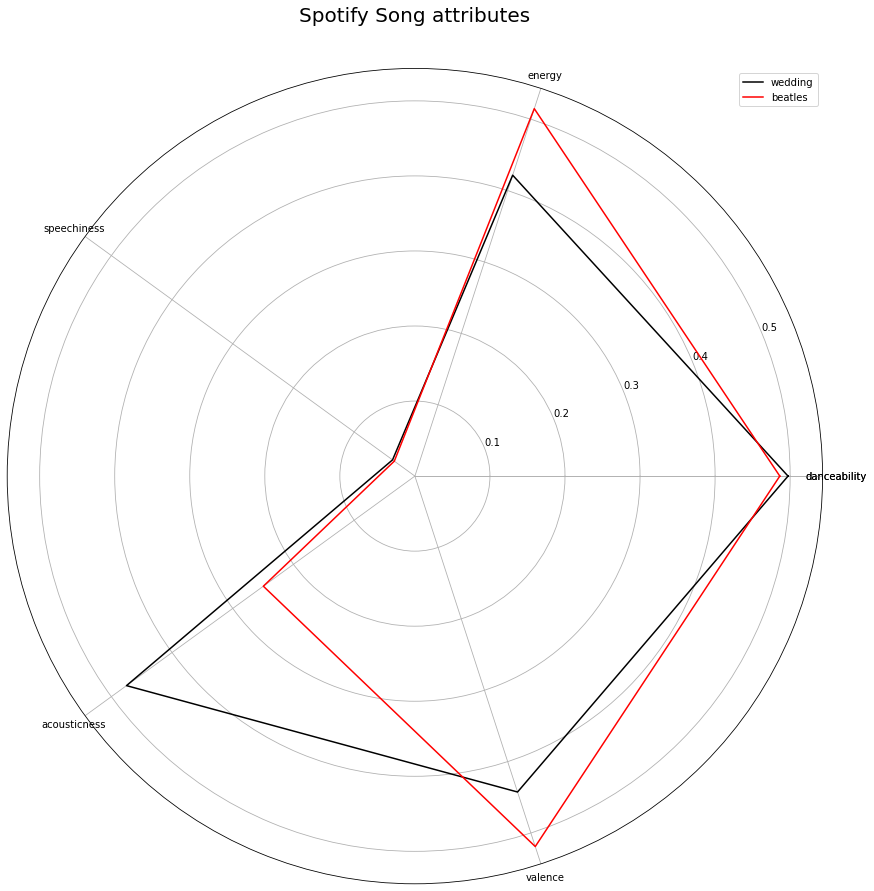 Spotify Song attributes
energy
wedding
beatles
speechiness
0.5
0.4
0.3
0.2
0.1
danceability
acousticness
valence